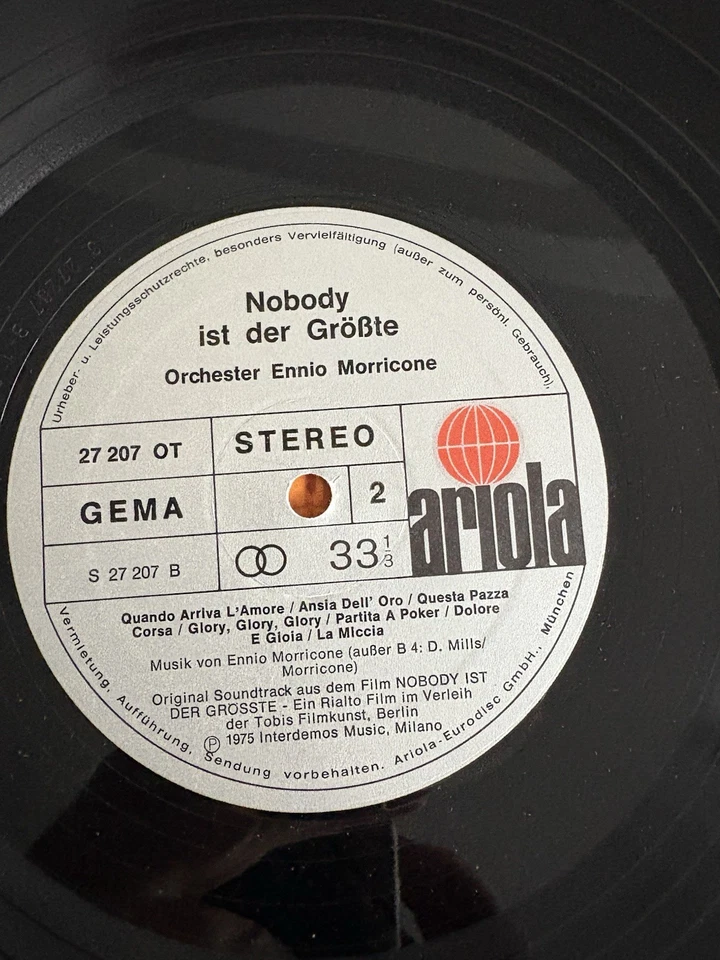 Urheber- u. Leistungsschutzrechte, besonders Vervielfältigung (außer zum persönl. Gebrauch),
Nobody
ist der Größte
Orchester Ennio Morricone
27 207 OT
STEREO
GEMA
2
ariola
S 27 207 B
33 1/3
Quando Arriva L'Amore / Ansia Dell' Oro / Questa Pazza
Corsa / Glory, Glory, Glory / Partita A Poker / Dolore
E Gioia / La Miccia
Musik von Ennio Morricone (außer B 4: D. Mills/
Morricone)
Original Soundtrack aus dem Film NOBODY IST
DER GRÖSSTE - Ein Rialto Film im Verleih
der Tobis Filmkunst, Berlin
Ⓟ 1975 Interdemos Music, Milano
Vermietung, Aufführung, Sendung vorbehalten. Ariola-Eurodisc GmbH., München